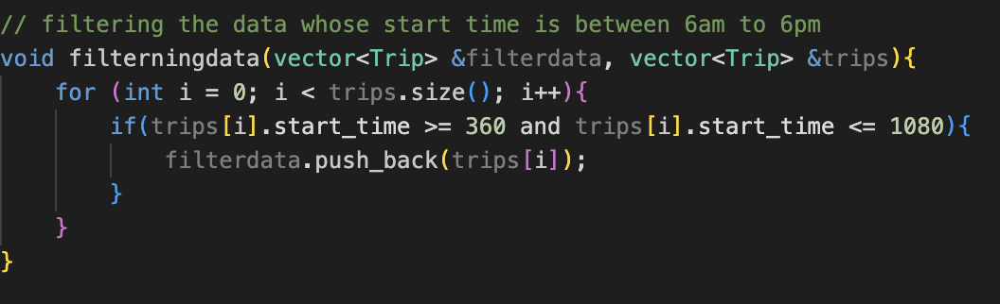 // filtering the data whose start time is between 6am to 6pm
void filterningdata(vector<Trip> &filterdata, vector<Trip> &trips){
    for (int i = 0; i < trips.size(); i++){
        if(trips[i].start_time >= 360 and trips[i].start_time <= 1080){
            filterdata.push_back(trips[i]);
        }
    }
}